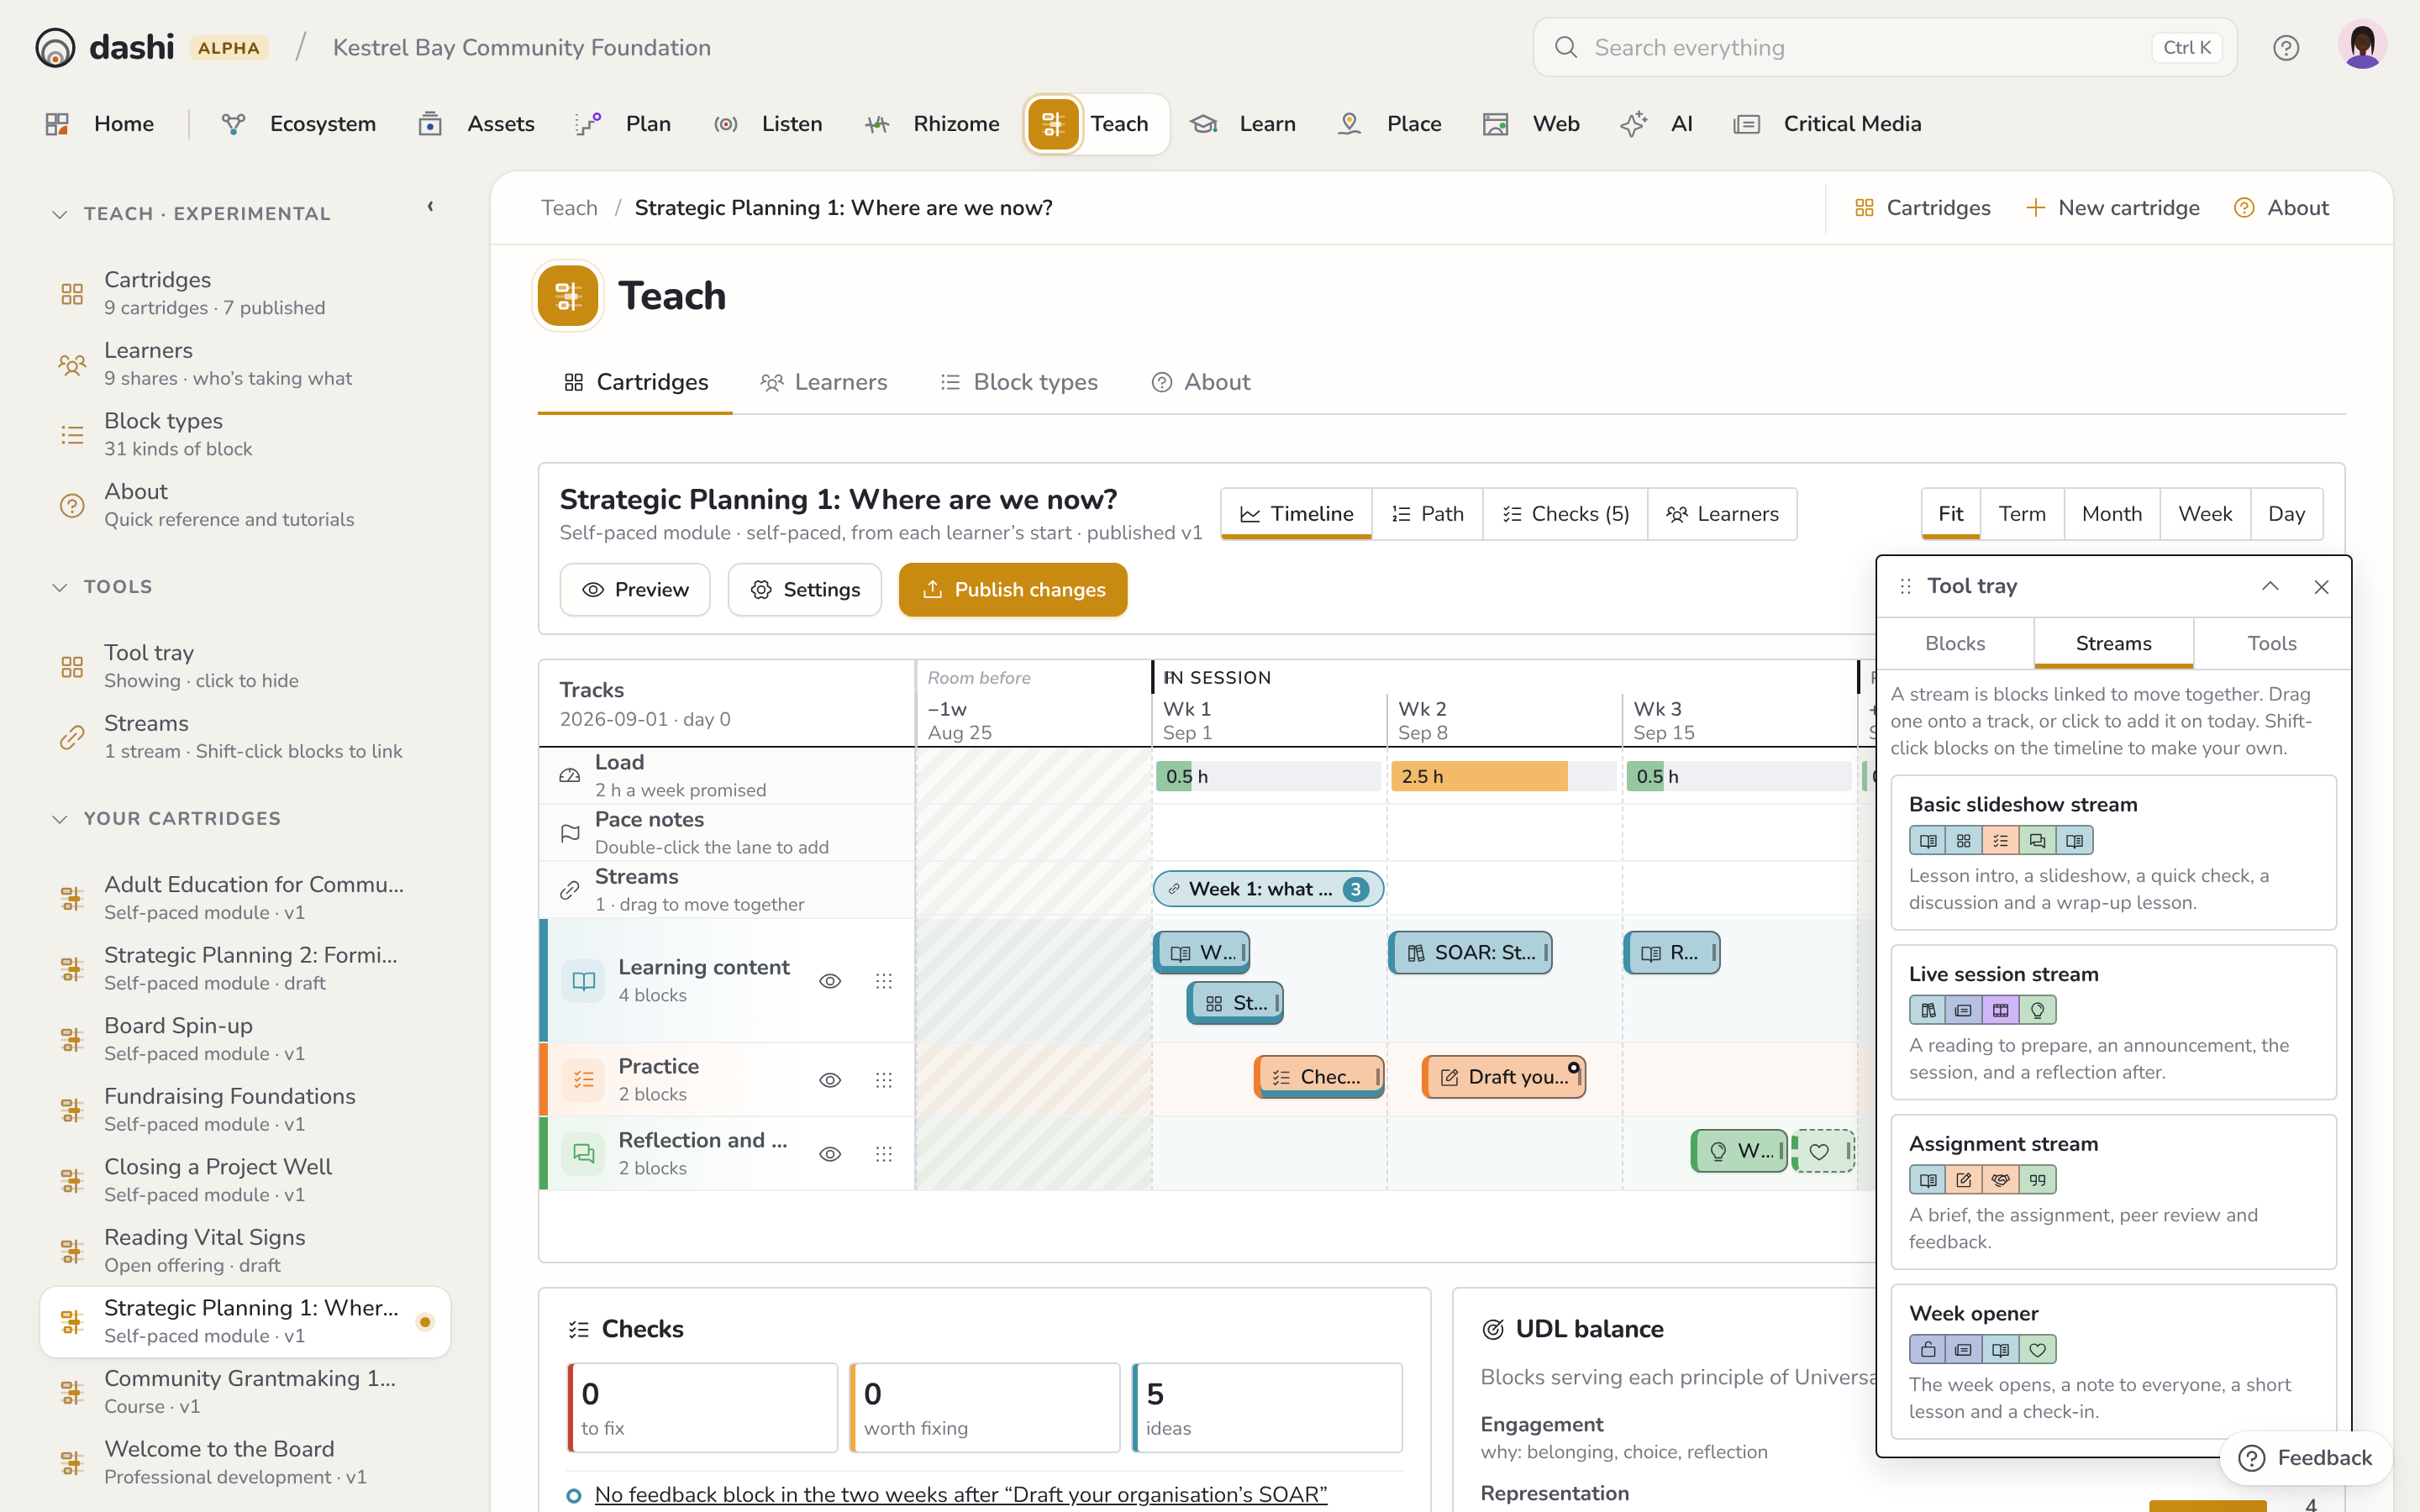 dashi ALPHA / Kestrel Bay Community Foundation
Search everything Ctrl K
Home Ecosystem Assets Plan Listen Rhizome Teach Learn Place Web AI Critical Media
TEACH · EXPERIMENTAL
Cartridges
9 cartridges · 7 published
Learners
9 shares · who’s taking what
Block types
31 kinds of block
About
Quick reference and tutorials
TOOLS
Tool tray
Showing · click to hide
Streams
1 stream · Shift-click blocks to link
YOUR CARTRIDGES
Adult Education for Commu...
Self-paced module · v1
Strategic Planning 2: Formi...
Self-paced module · draft
Board Spin-up
Self-paced module · v1
Fundraising Foundations
Self-paced module · v1
Closing a Project Well
Self-paced module · v1
Reading Vital Signs
Open offering · draft
Strategic Planning 1: Wher...
Self-paced module · v1
Community Grantmaking 1...
Course · v1
Welcome to the Board
Professional development · v1
Teach / Strategic Planning 1: Where are we now?
Cartridges New cartridge About
Teach
Cartridges Learners Block types About
Strategic Planning 1: Where are we now?
Self-paced module · self-paced, from each learner’s start · published v1
Timeline Path Checks (5) Learners
Fit Term Month Week Day
Preview Settings Publish changes
Tracks
2026-09-01 · day 0
Room before IN SESSION
−1w Wk 1 Wk 2 Wk 3
Aug 25 Sep 1 Sep 8 Sep 15
Load
2 h a week promised
0.5 h 2.5 h 0.5 h
Pace notes
Double-click the lane to add
Streams
1 · drag to move together
Week 1: what ... 3
Learning content
4 blocks
W... SOAR: St... R...
St...
Practice
2 blocks
Chec... Draft you...
Reflection and ...
2 blocks
W...
Checks
0
to fix
0
worth fixing
5
ideas
No feedback block in the two weeks after “Draft your organisation’s SOAR”
UDL balance
Blocks serving each principle of Universa
Engagement
why: belonging, choice, reflection
Representation
4
Tool tray
Blocks Streams Tools
A stream is blocks linked to move together. Drag
one onto a track, or click to add it on today. Shift-
click blocks on the timeline to make your own.
Basic slideshow stream
Lesson intro, a slideshow, a quick check, a
discussion and a wrap-up lesson.
Live session stream
A reading to prepare, an announcement, the
session, and a reflection after.
Assignment stream
A brief, the assignment, peer review and
feedback.
Week opener
The week opens, a note to everyone, a short
lesson and a check-in.
Feedback